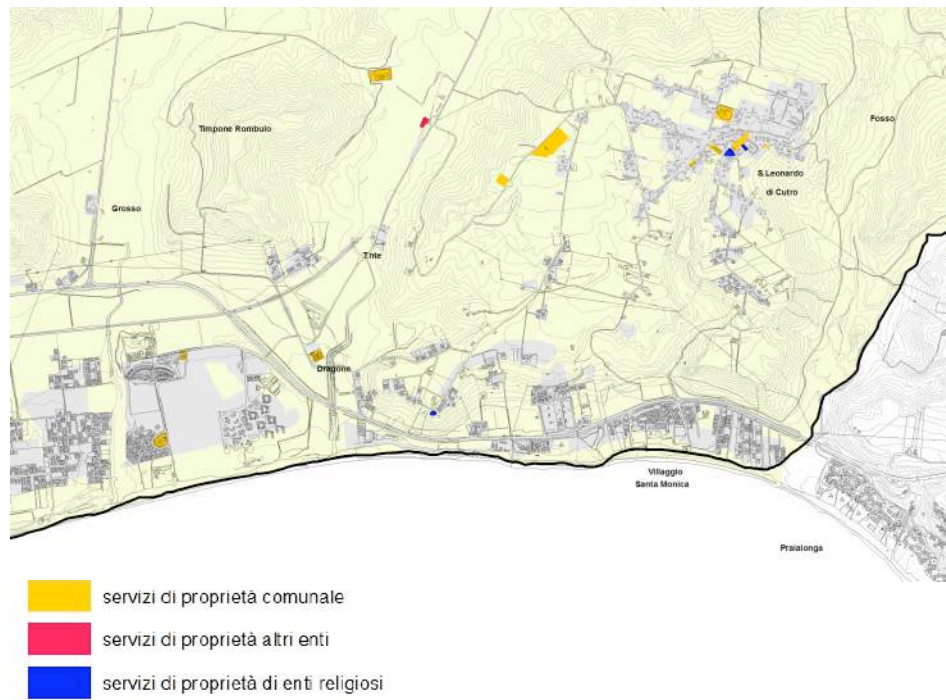 Timpone Rombulo
Fosso
S.Leonardo
di Cutro
Grosso
T.nte
Dragone
Villaggio
Santa Monica
Praialonga
servizi di proprietà comunale
servizi di proprietà altri enti
servizi di proprietà di enti religiosi